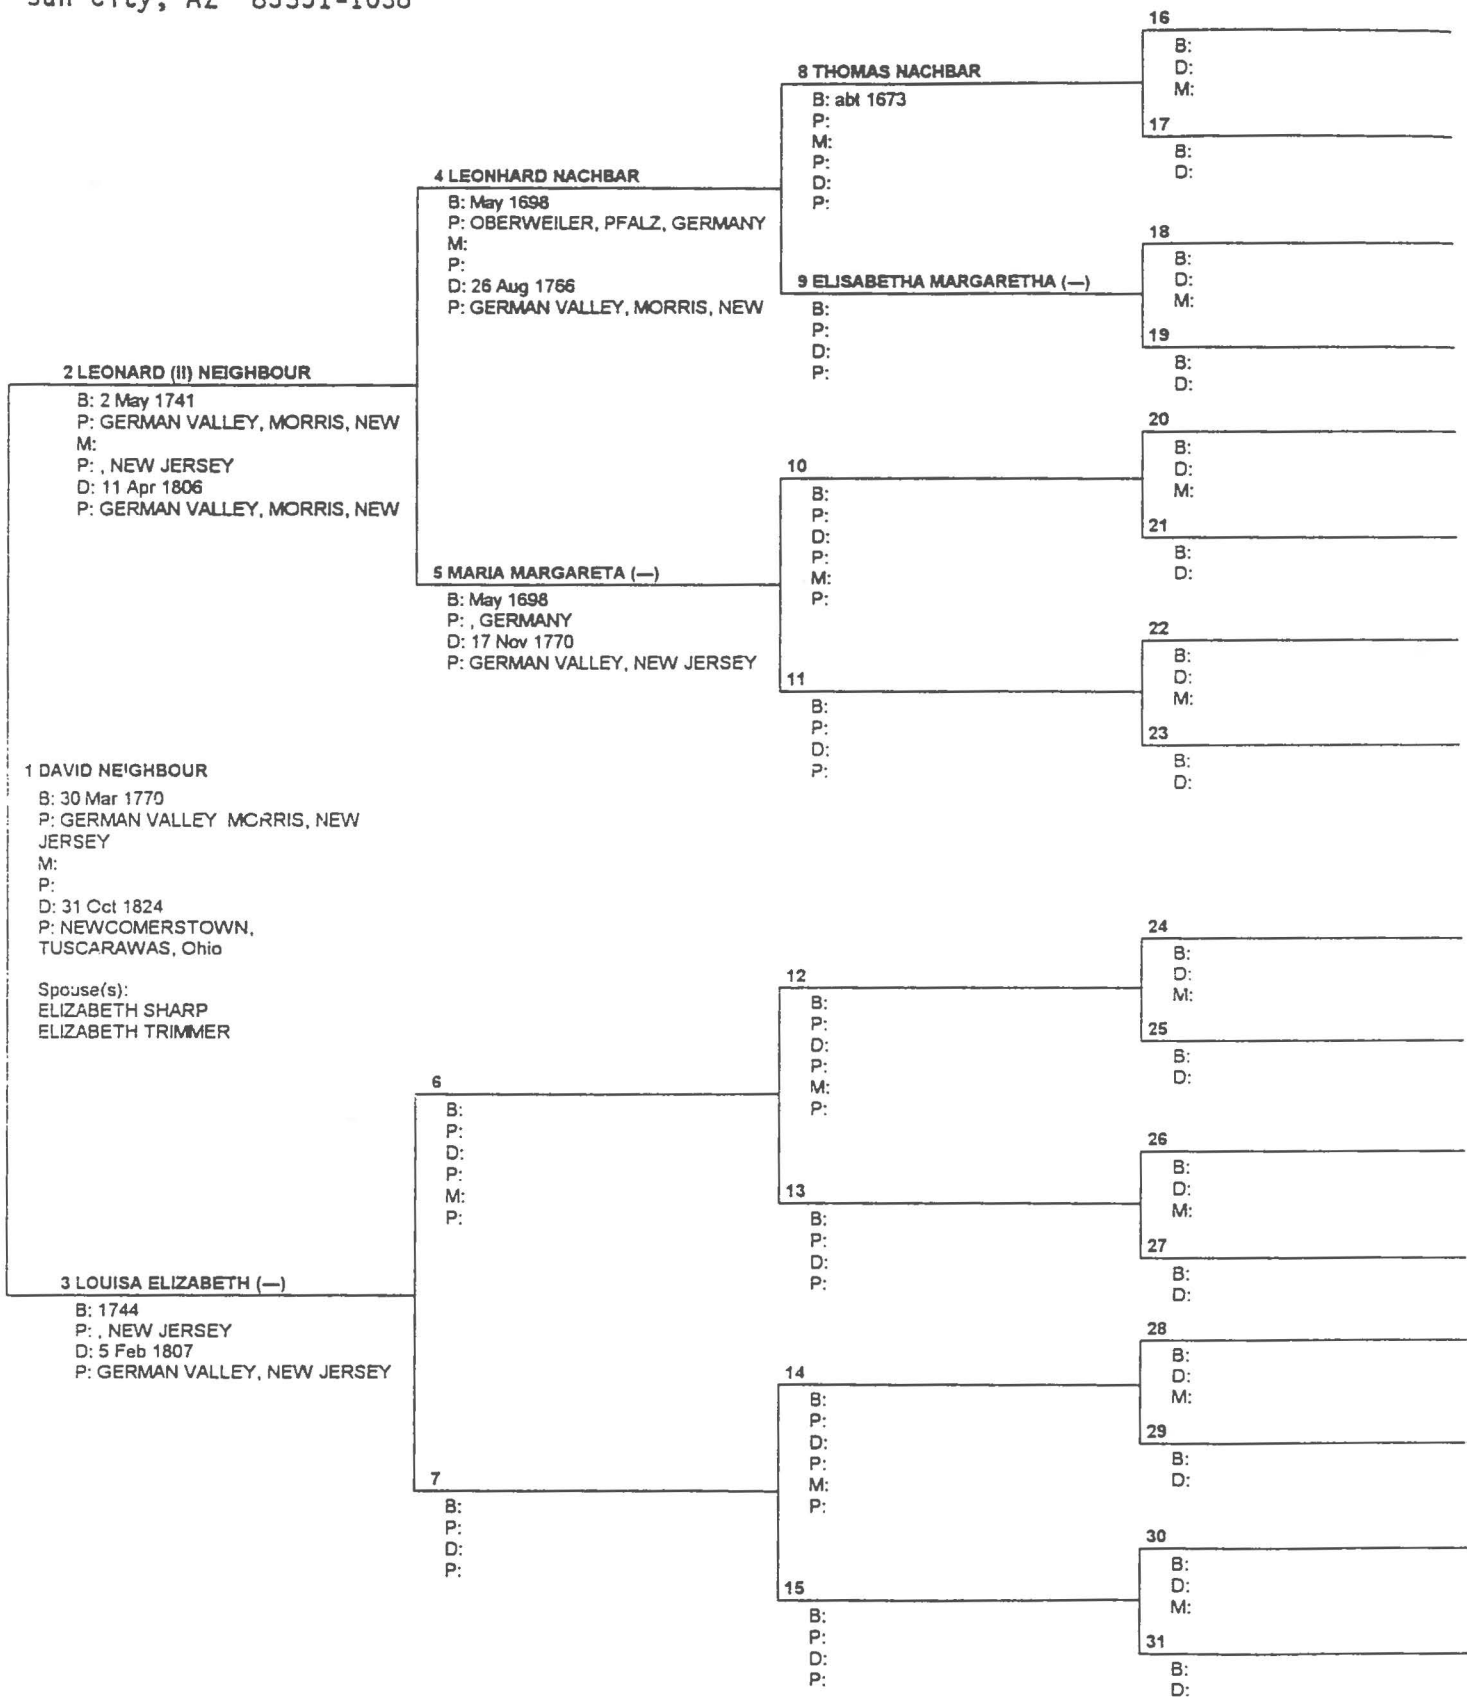 Sun City, AZ 85351-1038
1 DAVID NEIGHBOUR
B: 30 Mar 1770
P: GERMAN VALLEY MORRIS, NEW
JERSEY
M:
P:
D: 31 Oct 1824
P: NEWCOMERSTOWN,
TUSCARAWAS, Ohio
Spouse(s):
ELIZABETH SHARP
ELIZABETH TRIMMER
2 LEONARD (II) NEIGHBOUR
B: 2 May 1741
P: GERMAN VALLEY, MORRIS, NEW
M:
P: , NEW JERSEY
D: 11 Apr 1806
P: GERMAN VALLEY, MORRIS, NEW
3 LOUISA ELIZABETH (—)
B: 1744
P: , NEW JERSEY
D: 5 Feb 1807
P: GERMAN VALLEY, NEW JERSEY
4 LEONHARD NACHBAR
B: May 1698
P: OBERWEILER, PFALZ, GERMANY
M:
P:
D: 26 Aug 1766
P: GERMAN VALLEY, MORRIS, NEW
5 MARIA MARGARETA (—)
B: May 1698
P: , GERMANY
D: 17 Nov 1770
P: GERMAN VALLEY, NEW JERSEY
6
B:
P:
D:
P:
M:
P:
7
B:
P:
D:
P:
8 THOMAS NACHBAR
B: abt 1673
P:
M:
P:
D:
P:
9 ELISABETHA MARGARETHA (—)
B:
P:
D:
P:
10
B:
P:
D:
P:
M:
P:
11
B:
P:
D:
P:
12
B:
P:
D:
P:
M:
P:
13
B:
P:
D:
P:
14
B:
P:
D:
P:
M:
P:
15
B:
P:
D:
P:
16
B:
D:
M:
17
B:
D:
18
B:
D:
M:
19
B:
D:
20
B:
D:
M:
21
B:
D:
22
B:
D:
M:
23
B:
D:
24
B:
D:
M:
25
B:
D:
26
B:
D:
M:
27
B:
D:
28
B:
D:
M:
29
B:
D:
30
B:
D:
M:
31
B:
D: